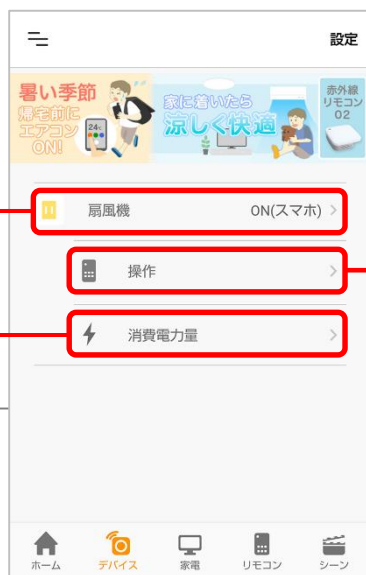 設定
暑い季節
帰宅前に
エアコン
ON!
24℃
家に着いたら
涼しく快適
赤外線
リモコン
02
扇風機 ON(スマホ)
操作
消費電力量
ホーム デバイス 家電 リモコン シーン